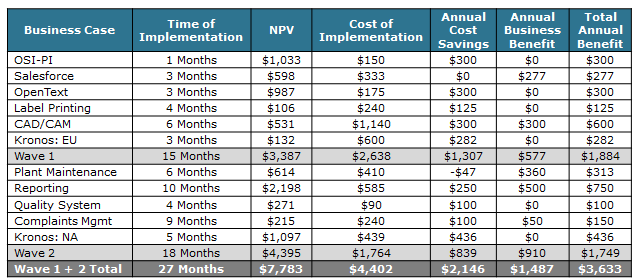 Business Case Time of Implementation NPV Cost of Implementation Annual Cost Savings Annual Business Benefit Total Annual Benefit
OSI-PI 1 Months $1,033 $150 $300 $0 $300
Salesforce 3 Months $598 $333 $0 $277 $277
OpenText 3 Months $987 $175 $300 $0 $300
Label Printing 4 Months $106 $240 $125 $0 $125
CAD/CAM 6 Months $531 $1,140 $300 $300 $600
Kronos: EU 3 Months $132 $600 $282 $0 $282
Wave 1 15 Months $3,387 $2,638 $1,307 $577 $1,884
Plant Maintenance 6 Months $614 $410 -$47 $360 $313
Reporting 10 Months $2,198 $585 $250 $500 $750
Quality System 4 Months $271 $90 $100 $0 $100
Complaints Mgmt 9 Months $215 $240 $100 $50 $150
Kronos: NA 5 Months $1,097 $439 $436 $0 $436
Wave 2 18 Months $4,395 $1,764 $839 $910 $1,749
Wave 1 + 2 Total 27 Months $7,783 $4,402 $2,146 $1,487 $3,633